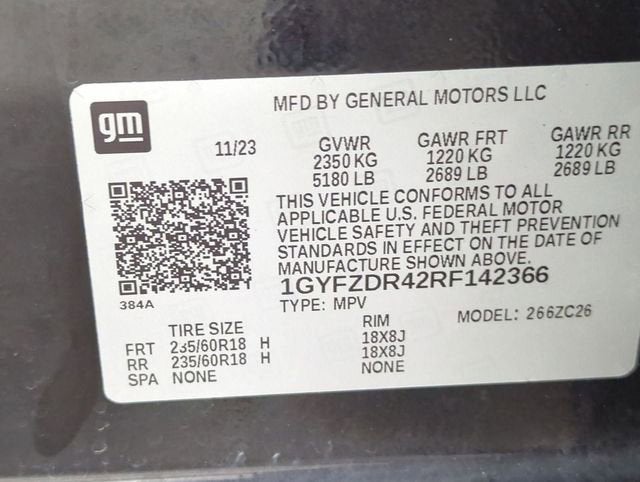 gm
MFD BY GENERAL MOTORS LLC
11/23
GVWR GAWR FRT GAWR RR
2350 KG 1220 KG 1220 KG
5180 LB 2689 LB 2689 LB
THIS VEHICLE CONFORMS TO ALL
APPLICABLE U.S. FEDERAL MOTOR
VEHICLE SAFETY AND THEFT PREVENTION
STANDARDS IN EFFECT ON THE DATE OF
MANUFACTURE SHOWN ABOVE.
384A
1GYFZDR42RF142366
TYPE: MPV MODEL: 266ZC26
TIRE SIZE RIM
FRT 235/60R18 H 18X8J
RR 235/60R18 H 18X8J
SPA NONE NONE